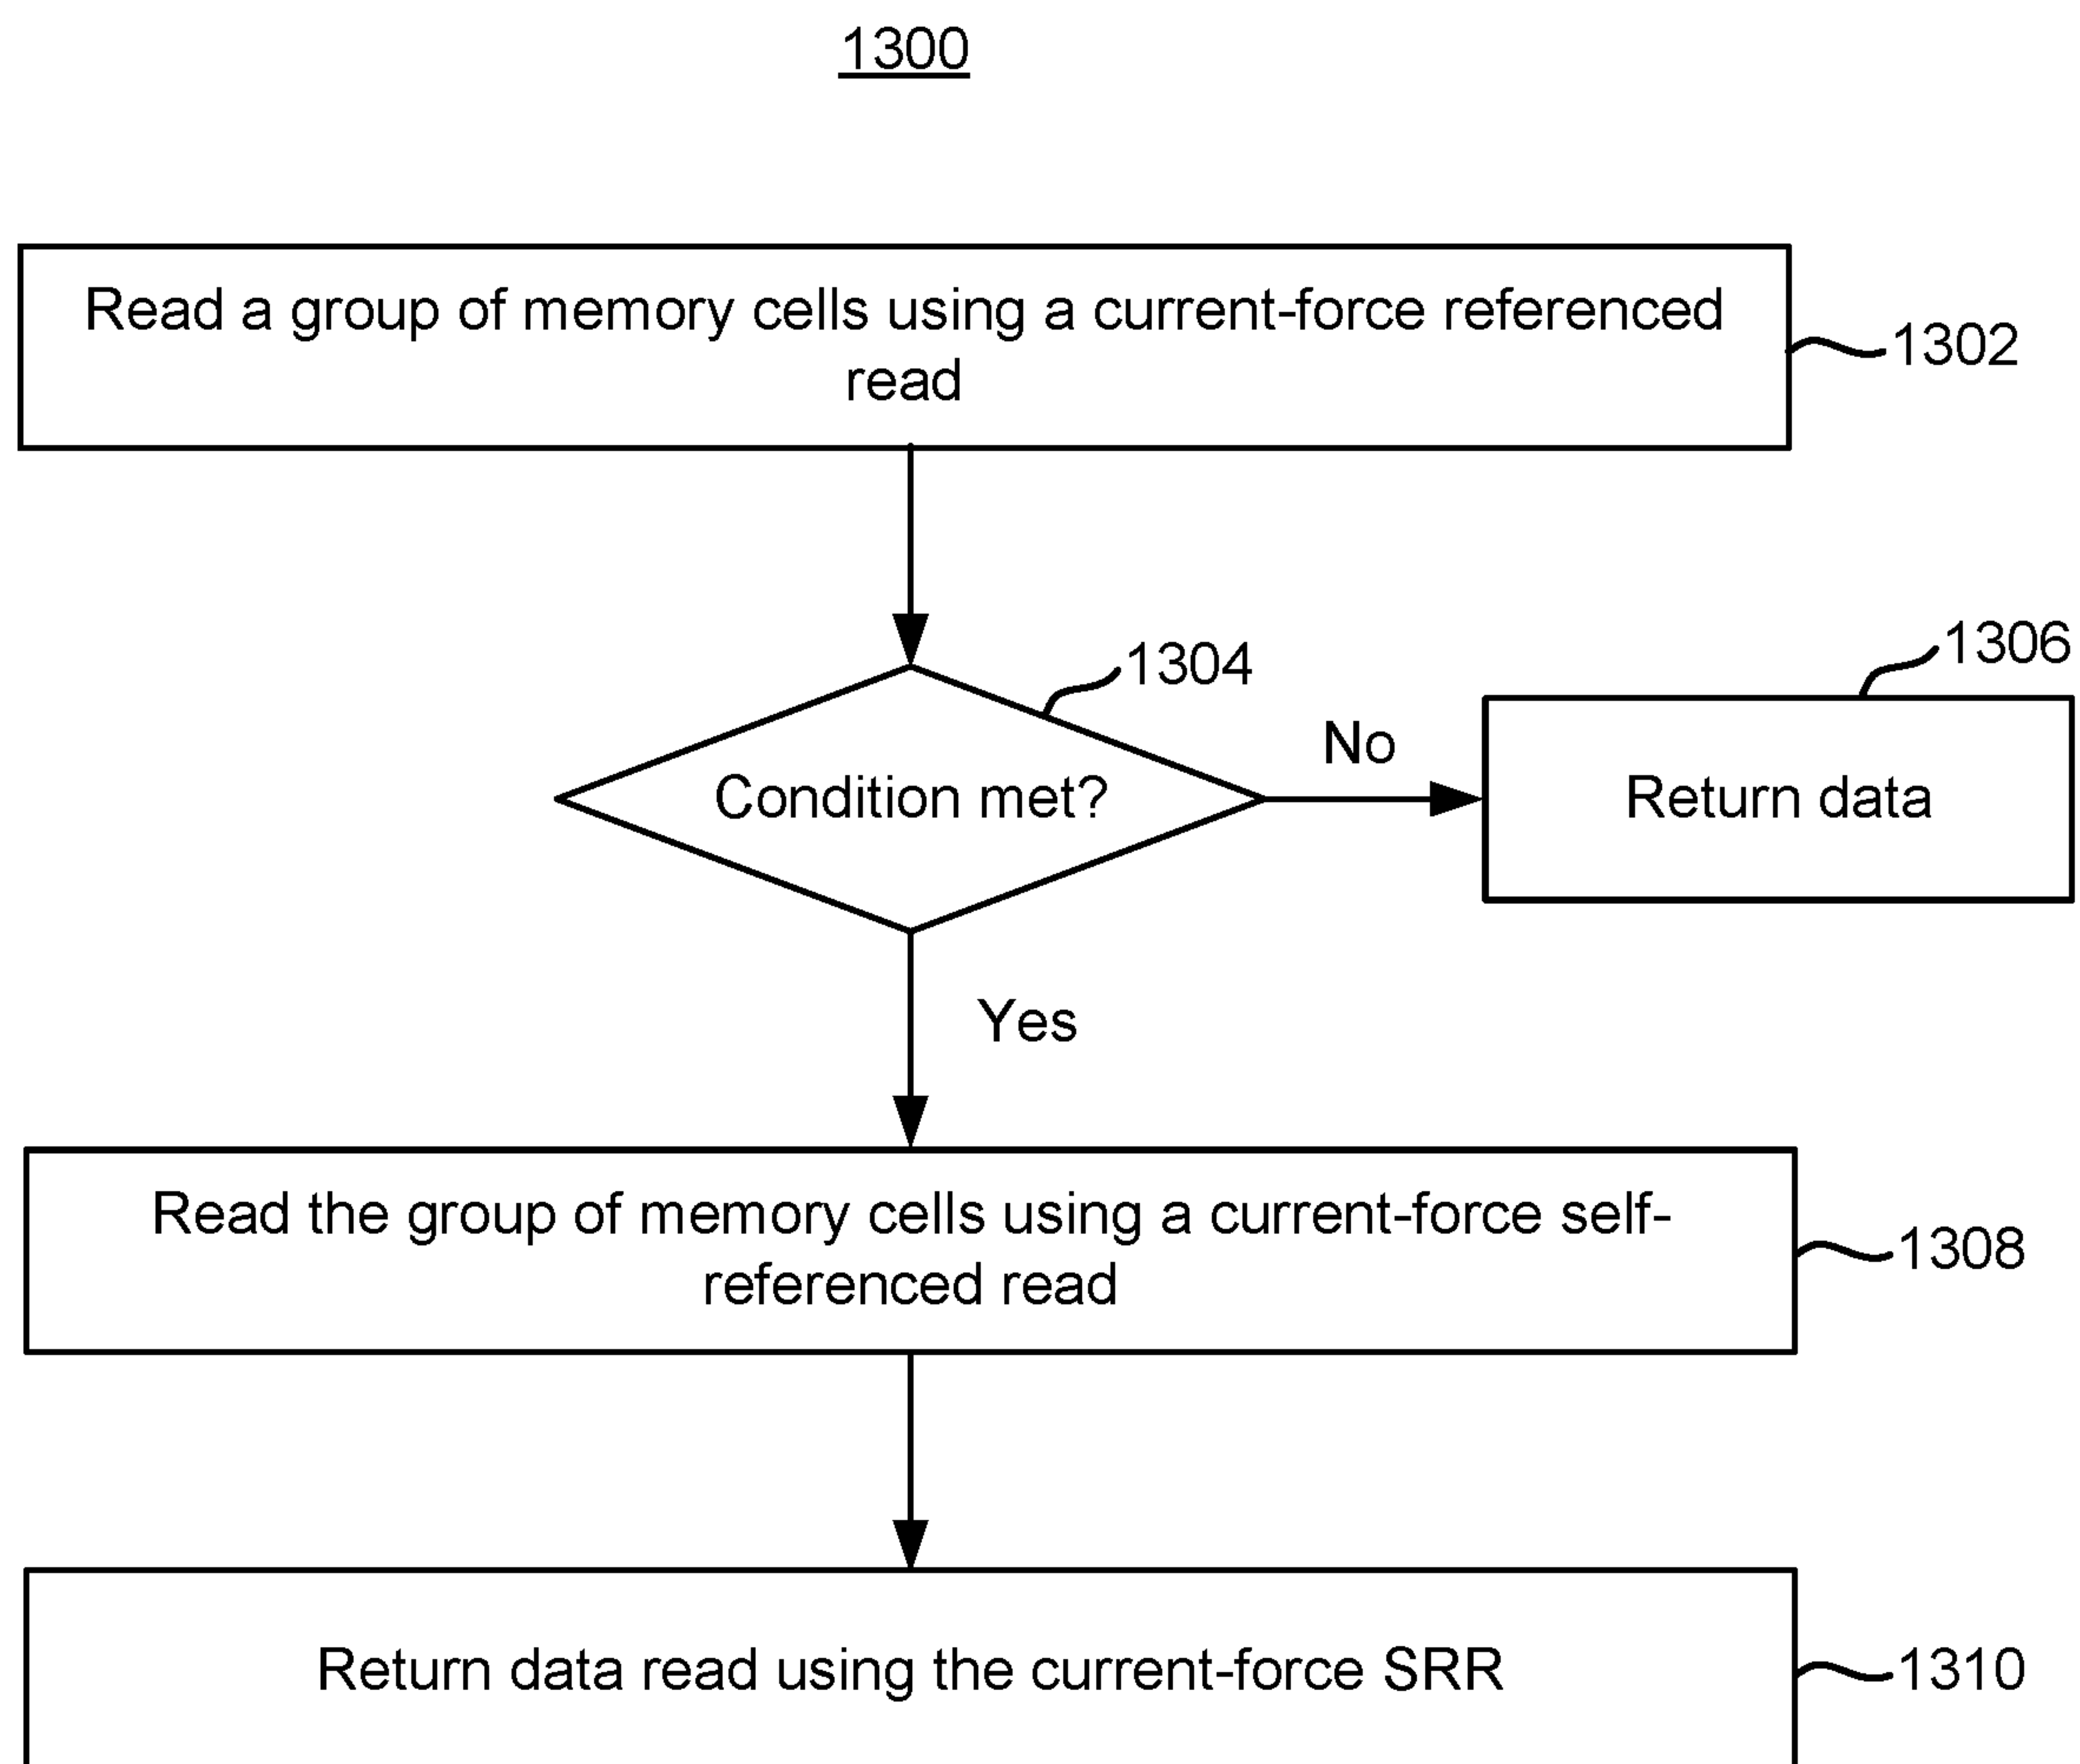 1300
Read a group of memory cells using a current-force referenced
read
1302
1304
1306
Condition met?
No
Return data
Yes
Read the group of memory cells using a current-force self-
referenced read
1308
Return data read using the current-force SRR
1310